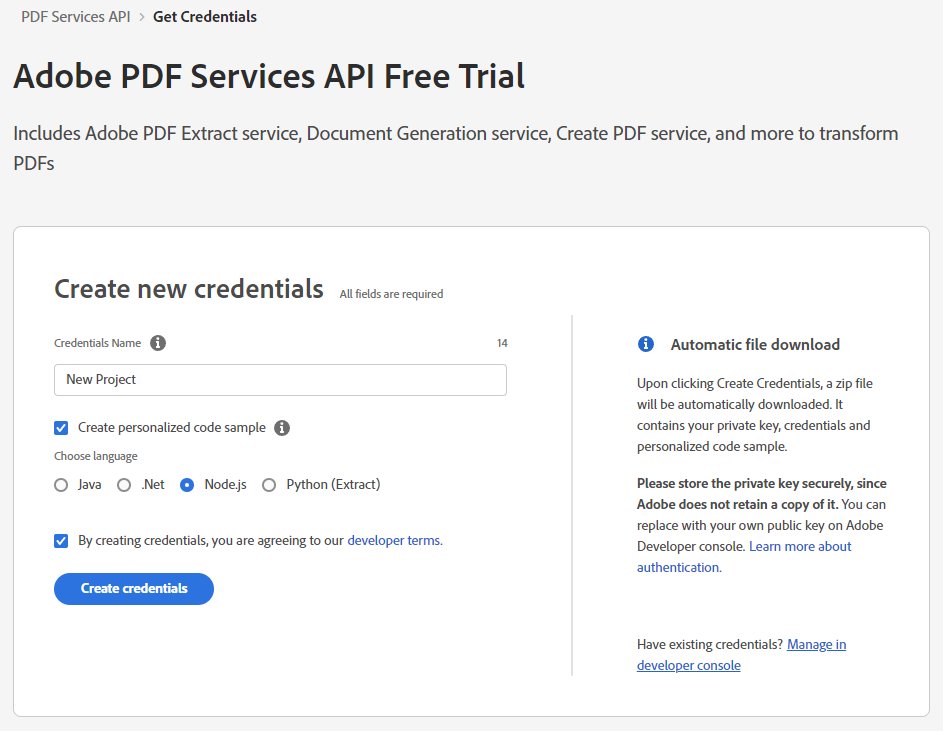 PDF Services API > Get Credentials
Adobe PDF Services API Free Trial
Includes Adobe PDF Extract service, Document Generation service, Create PDF service, and more to transform
PDFs
Create new credentials All fields are required
Credentials Name 14
New Project
Create personalized code sample
Choose language
Java .Net Node.js Python (Extract)
By creating credentials, you are agreeing to our developer terms.
Create credentials
Automatic file download
Upon clicking Create Credentials, a zip file
will be automatically downloaded. It
contains your private key, credentials and
personalized code sample.
Please store the private key securely, since
Adobe does not retain a copy of it. You can
replace with your own public key on Adobe
Developer console. Learn more about
authentication.
Have existing credentials? Manage in
developer console